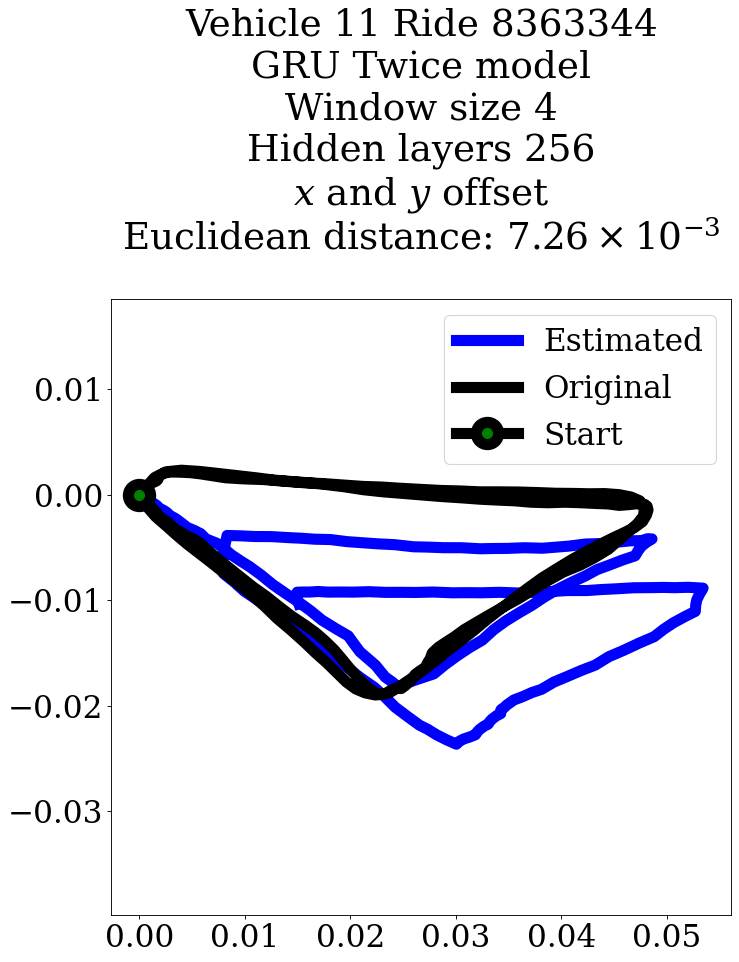 Vehicle 11 Ride 8363344
GRU Twice model
Window size 4
Hidden layers 256
x and y offset
Euclidean distance: 7.26 × 10⁻³
Estimated
Original
Start
0.01
0.00
−0.01
−0.02
−0.03
0.00 0.01 0.02 0.03 0.04 0.05